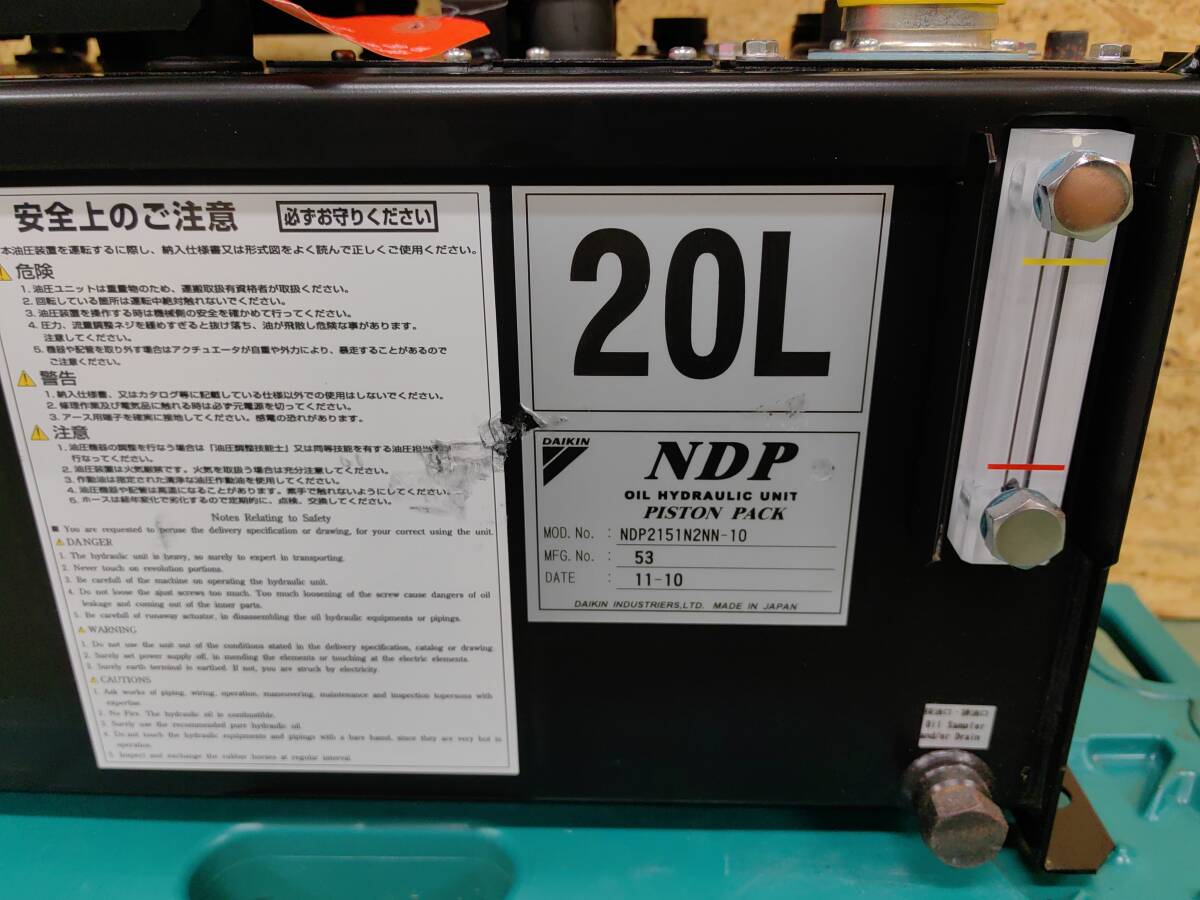 安全上のご注意 必ずお守りください
本油圧装置を運転するに際し、納入仕様書又は形式図をよく読んで正しくご使用ください。
危険
1. 油圧ユニットは重量物のため、運搬取扱有資格者が取扱ください。
2. 回転している箇所は運転中絶対触れないでください。
3. 油圧装置を操作する時は機械側の安全を確かめて行ってください。
4. 圧力、流量調整ネジを緩めすぎると抜け落ち、油が飛散し危険な事があります。
注意してください。
5. 機器や配管を取り外す場合はアクチュエータが自重や外力により、暴走することがあるので
ご注意ください。
警告
1. 納入仕様書、又はカタログ等に記載している仕様以外での使用はしないでください。
2. 修理作業及び電気品に触れる時は必ず元電源を切ってください。
3. アース用端子を確実に接地してください。感電の恐れがあります。
注意
1. 油圧機器の調整を行なう場合は「油圧調整技能士」又は同等技能を有する油圧担当
行なってください。
2. 油圧装置は火気厳禁です。火気を取扱う場合は充分注意してください。
3. 作動油は指定された清浄な油圧作動油を使用してください。
4. 油圧機器や配管は高温になることがあります。素手で触れないようにしてください。
5. ホースは経年変化で劣化するので定期的に、点検、交換してください。
Notes Relating to Safety
■ You are requested to peruse the delivery specification or drawing, for your correct using the unit.
DANGER
1. The hydraulic unit is heavy, so surely to expert in transporting.
2. Never touch on revolution portions.
3. Be carefull of the machine on operating the hydraulic unit.
4. Do not loose the ajust screws too much. Too much loosening of the screw cause dangers of oil
leakage and coming out of the inner parts.
5. Be carefull of runaway actuator, in disassembling the oil hydraulic equipments or pipings.
WARNING
1. Do not use the unit out of the conditions stated in the delivery specification, catalog or drawing.
2. Surely set power supply off, in mending the elements or touching at the electric elements.
3. Surely earth terminal is earthed. If not, you are struck by electricity.
CAUTIONS
1. Ask works of piping, wiring, operation, maneuvering, maintenance and inspection topersons with
expertise.
2. No Fire. The hydraulic oil is combustible.
3. Surely use the recommended pure hydraulic oil.
4. Do not touch the hydraulic equipments and pipings with a bare hand, since they are very hot in
operation.
5. Inspect and exchange the rubber horses at regular interval.
20L
DAIKIN
NDP
OIL HYDRAULIC UNIT
PISTON PACK
MOD. No. : NDP2151N2NN-10
MFG. No. : 53
DATE : 11-10
DAIKIN INDUSTRIERS,LTD. MADE IN JAPAN
Oil Sampler
and/or Drain